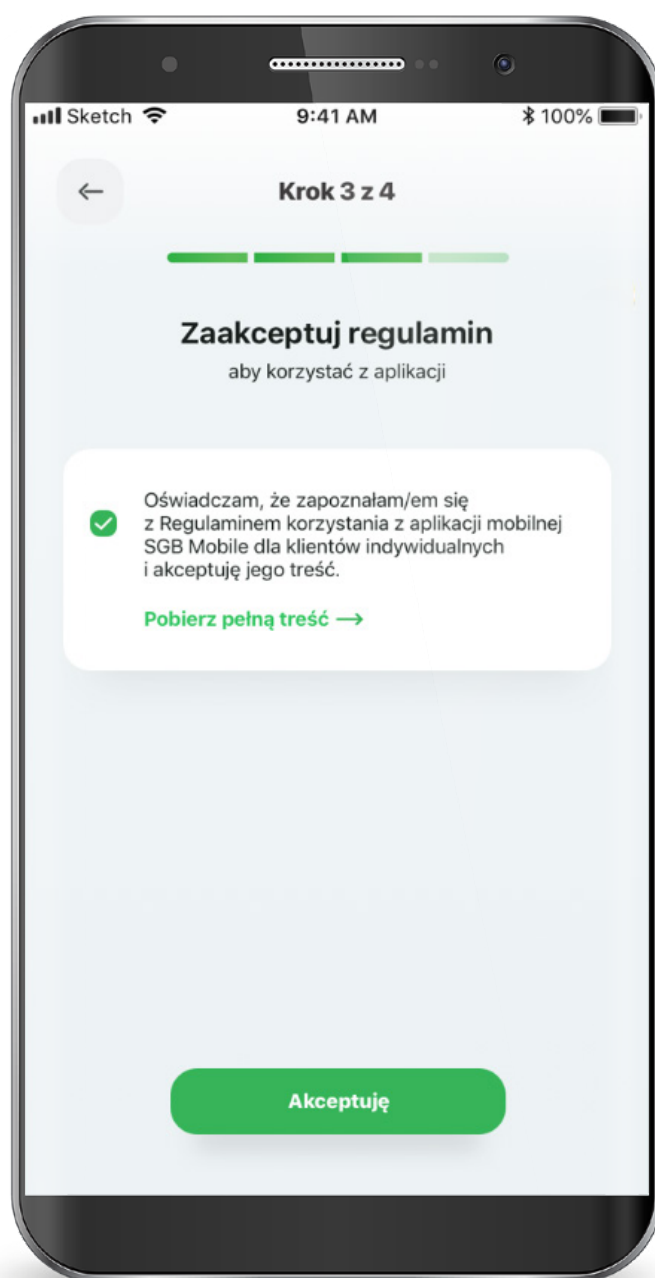 Sketch 9:41 AM 100%
Krok 3 z 4
Zaakceptuj regulamin
aby korzystać z aplikacji
Oświadczam, że zapoznałam/em się
z Regulaminem korzystania z aplikacji mobilnej
SGB Mobile dla klientów indywidualnych
i akceptuję jego treść.
Pobierz pełną treść →
Akceptuję